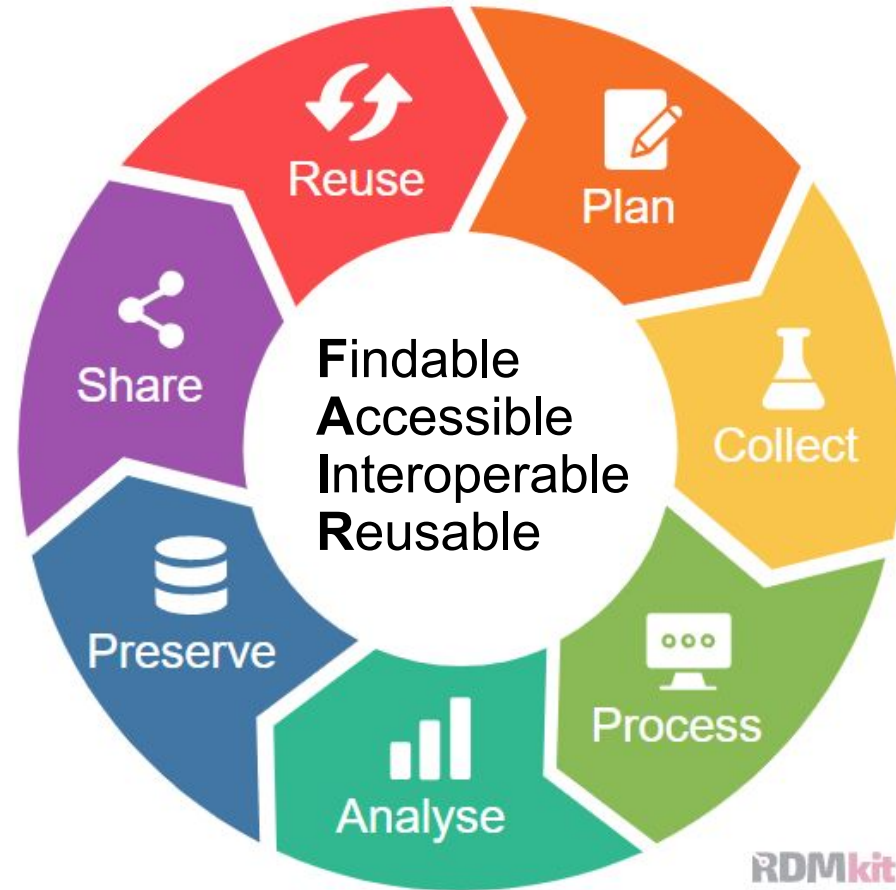 Reuse
Plan
Share
Collect
Findable
Accessible
Interoperable
Reusable
Preserve
Process
Analyse
RDMkit